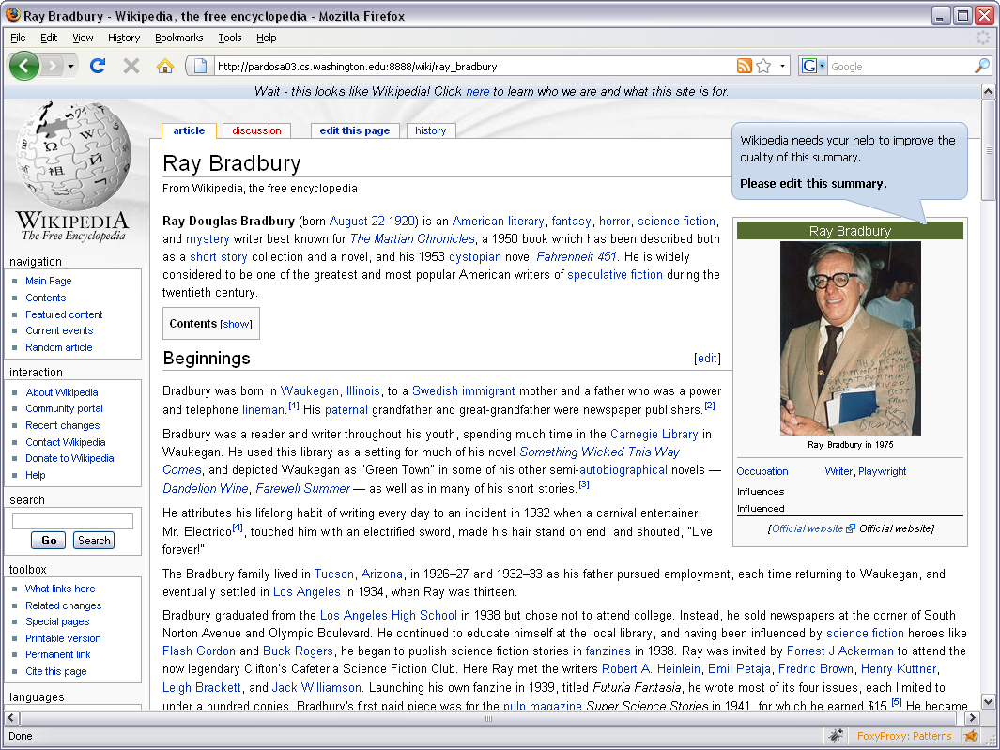 Ray Bradbury - Wikipedia, the free encyclopedia - Mozilla Firefox
File Edit View History Bookmarks Tools Help
http://pardosa03.cs.washington.edu:8888/wiki/ray_bradbury
G Google
Wait - this looks like Wikipedia! Click here to learn who we are and what this site is for.
WIKIPEDIA
The Free Encyclopedia
navigation
Main Page
Contents
Featured content
Current events
Random article
interaction
About Wikipedia
Community portal
Recent changes
Contact Wikipedia
Donate to Wikipedia
Help
search
Go Search
toolbox
What links here
Related changes
Special pages
Printable version
Permanent link
Cite this page
languages
article discussion edit this page history
Ray Bradbury
From Wikipedia, the free encyclopedia
Ray Douglas Bradbury (born August 22 1920) is an American literary, fantasy, horror, science fiction,
and mystery writer best known for The Martian Chronicles, a 1950 book which has been described both
as a short story collection and a novel, and his 1953 dystopian novel Fahrenheit 451. He is widely
considered to be one of the greatest and most popular American writers of speculative fiction during the
twentieth century.
Contents [show]
Beginnings [edit]
Bradbury was born in Waukegan, Illinois, to a Swedish immigrant mother and a father who was a power
and telephone lineman.[1] His paternal grandfather and great-grandfather were newspaper publishers.[2]
Bradbury was a reader and writer throughout his youth, spending much time in the Carnegie Library in
Waukegan. He used this library as a setting for much of his novel Something Wicked This Way
Comes, and depicted Waukegan as "Green Town" in some of his other semi-autobiographical novels —
Dandelion Wine, Farewell Summer — as well as in many of his short stories.[3]
He attributes his lifelong habit of writing every day to an incident in 1932 when a carnival entertainer,
Mr. Electrico[4], touched him with an electrified sword, made his hair stand on end, and shouted, "Live
forever!"
The Bradbury family lived in Tucson, Arizona, in 1926–27 and 1932–33 as his father pursued employment, each time returning to Waukegan, and
eventually settled in Los Angeles in 1934, when Ray was thirteen.
Bradbury graduated from the Los Angeles High School in 1938 but chose not to attend college. Instead, he sold newspapers at the corner of South
Norton Avenue and Olympic Boulevard. He continued to educate himself at the local library, and having been influenced by science fiction heroes like
Flash Gordon and Buck Rogers, he began to publish science fiction stories in fanzines in 1938. Ray was invited by Forrest J Ackerman to attend the
now legendary Clifton's Cafeteria Science Fiction Club. Here Ray met the writers Robert A. Heinlein, Emil Petaja, Fredric Brown, Henry Kuttner,
Leigh Brackett, and Jack Williamson. Launching his own fanzine in 1939, titled Futuria Fantasia, he wrote most of its four issues, each limited to
under a hundred copies. Bradbury's first paid piece was for the pulp magazine Super Science Stories in 1941, for which he earned $15.[5] He became
Wikipedia needs your help to improve the
quality of this summary.
Please edit this summary.
Ray Bradbury
Ray Bradbury in 1975
Occupation Writer, Playwright
Influences
Influenced
[Official website Official website]
Done
FoxyProxy: Patterns